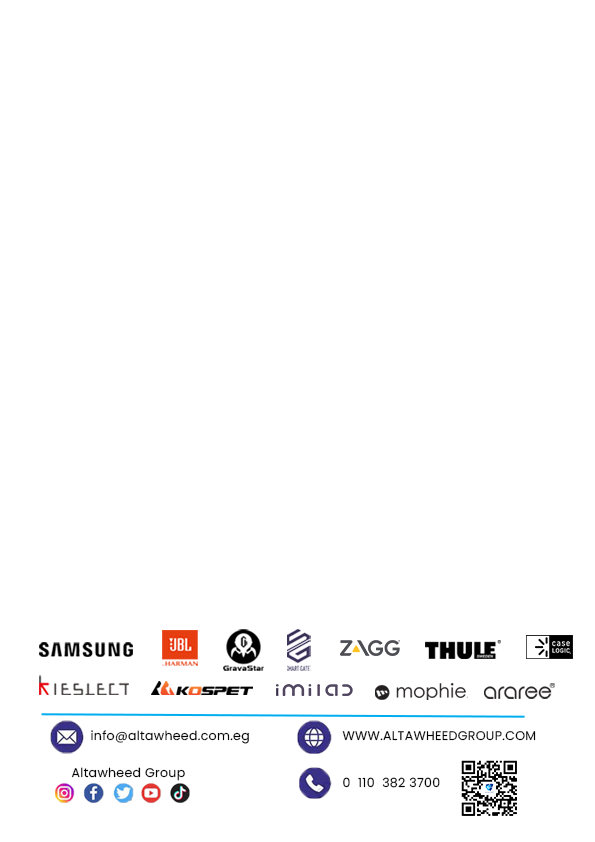 SAMSUNG
JBL
by HARMAN
GravaStar
SMART GATE
ZAGG
THULE®
SWEDEN
case
LOGIC
KIESLECT
KOSPET
imilab
mophie
araree®
info@altawheed.com.eg
WWW.ALTAWHEEDGROUP.COM
Altawheed Group
0 110 382 3700